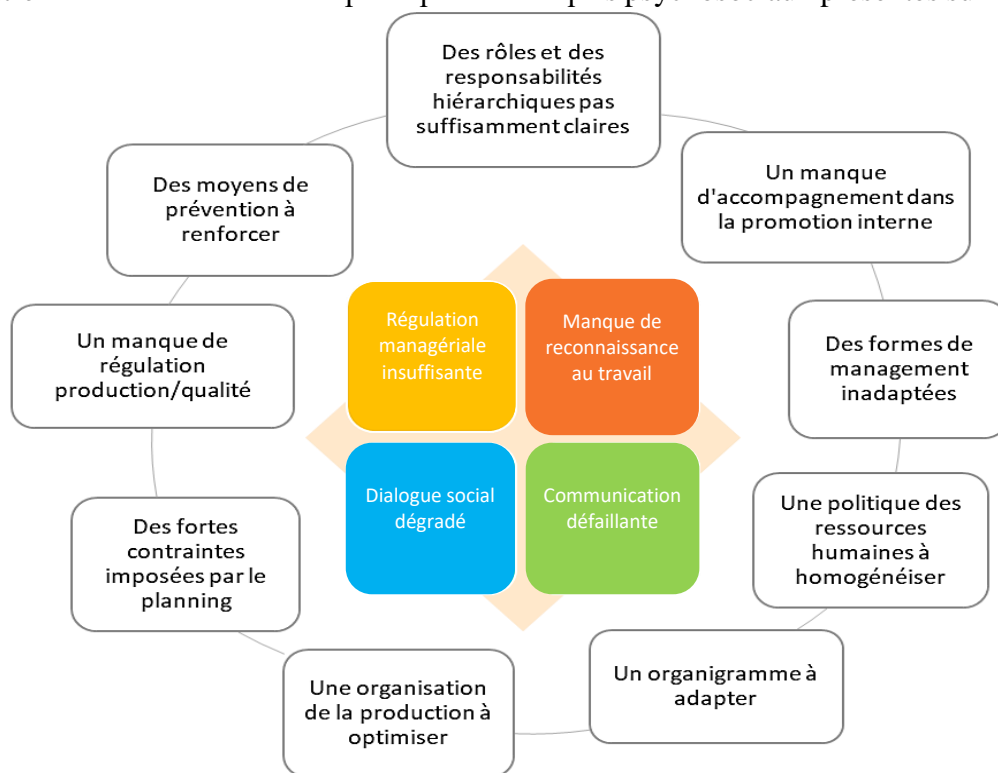 Des rôles et des
responsabilités
hiérarchiques pas
suffisamment claires
Un manque
d'accompagnement dans
la promotion interne
Des formes de
management
inadaptées
Une politique des
ressources
humaines à
homogénéiser
Un organigramme à
adapter
Une organisation
de la production à
optimiser
Des fortes
contraintes
imposées par le
planning
Un manque de
régulation
production/qualité
Des moyens de
prévention à
renforcer
Régulation
managériale
insuffisante
Manque de
reconnaissance
au travail
Dialogue social
dégradé
Communication
défaillante